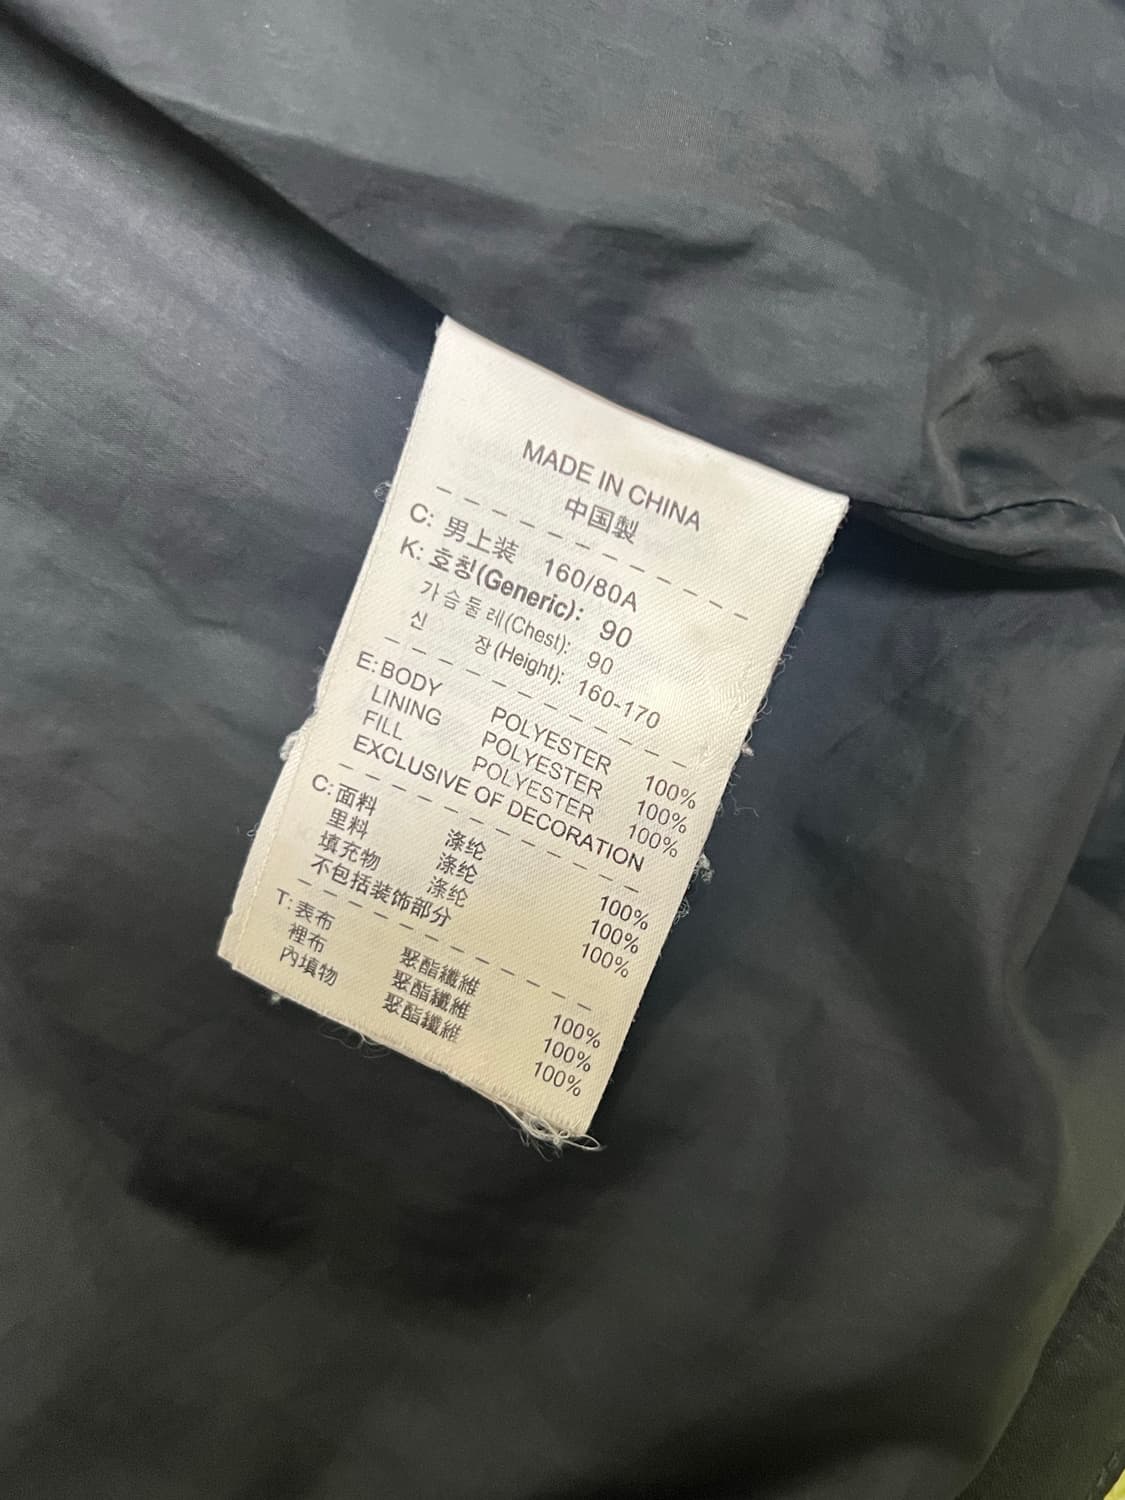 MADE IN CHINA
中国製
C: 男上装 160/80A
K: 호칭(Generic): 90
가슴둘레(Chest): 90
신 장(Height): 160-170
E: BODY POLYESTER 100%
LINING POLYESTER 100%
FILL POLYESTER 100%
EXCLUSIVE OF DECORATION
C: 面料 涤纶 100%
里料 涤纶 100%
填充物 涤纶 100%
不包括装饰部分
T: 表布 聚酯纖維 100%
裡布 聚酯纖維 100%
內填物 聚酯纖維 100%